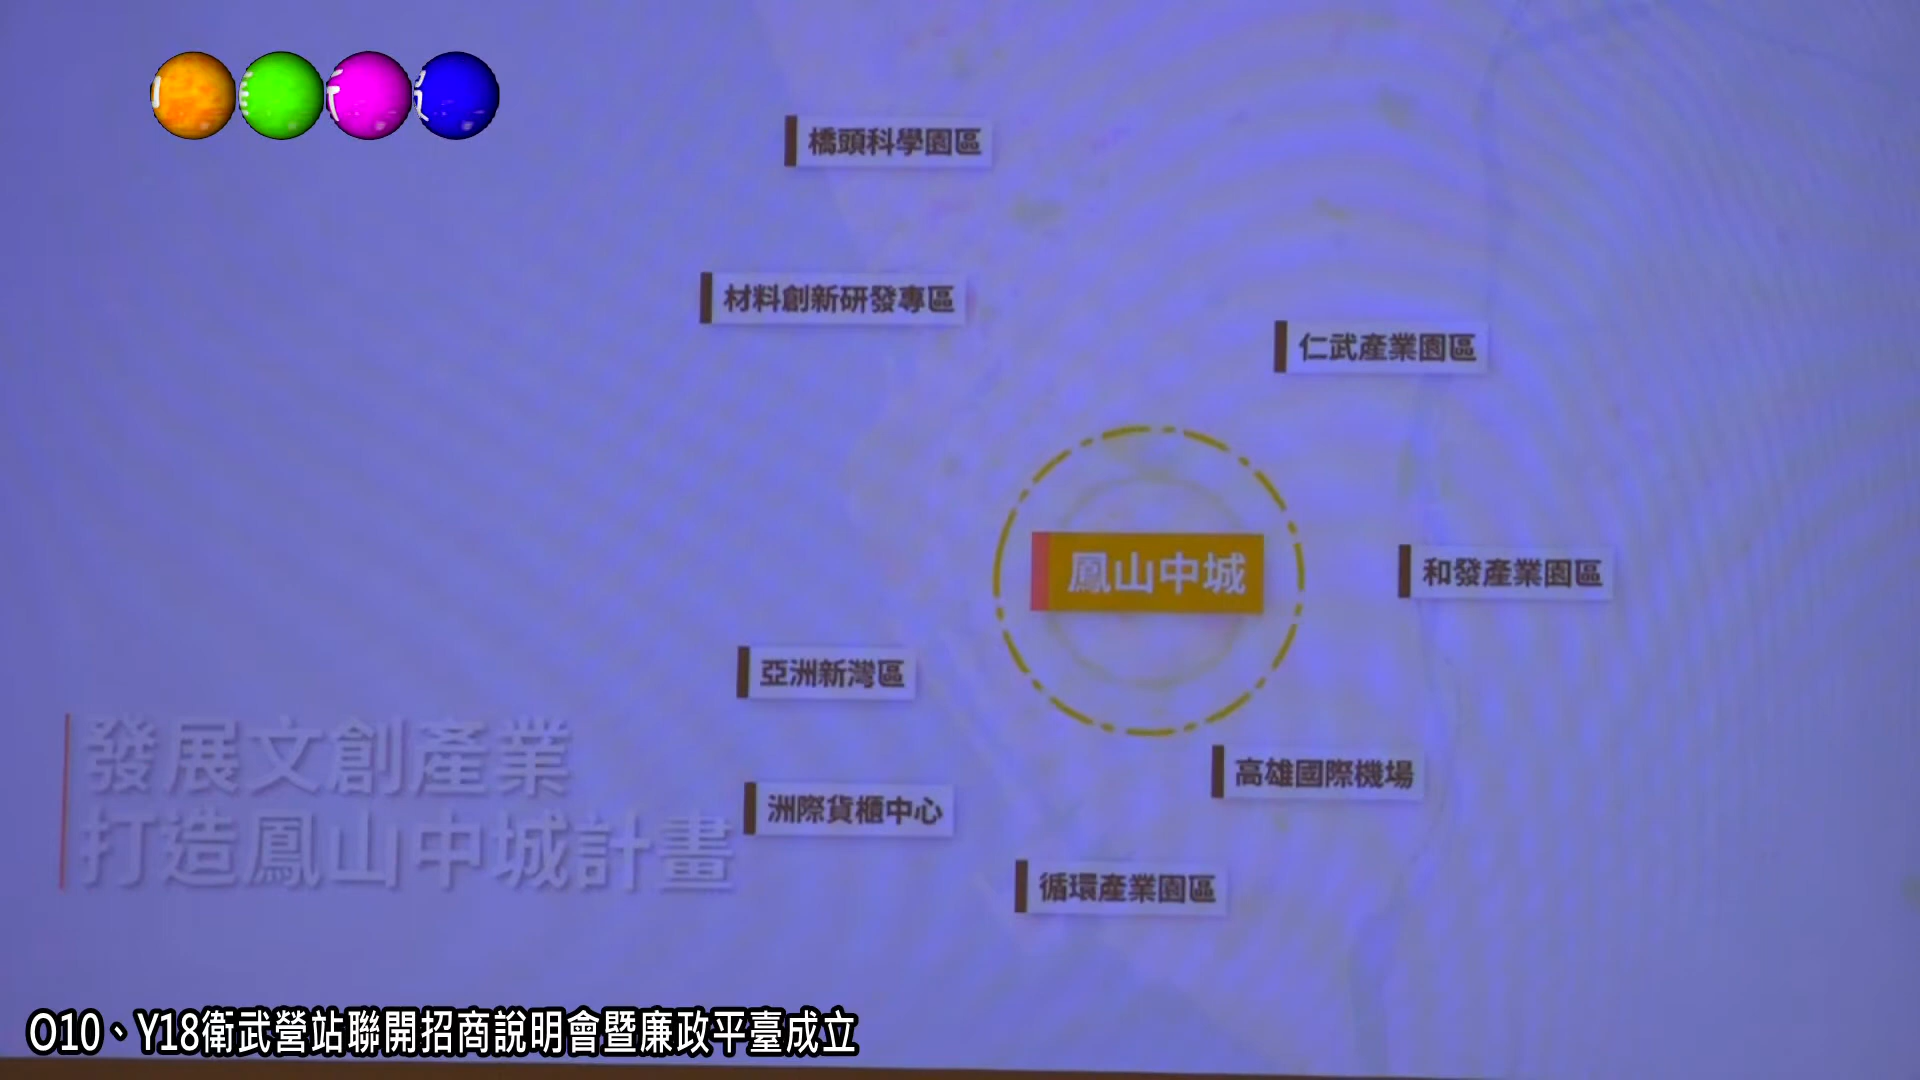 橋頭科學園區
材料創新研發專區
仁武產業園區
鳳山中城
和發產業園區
亞洲新灣區
發展文創產業
打造鳳山中城計畫
高雄國際機場
洲際貨櫃中心
循環產業園區
O10、Y18衛武營站聯開招商說明會暨廉政平臺成立